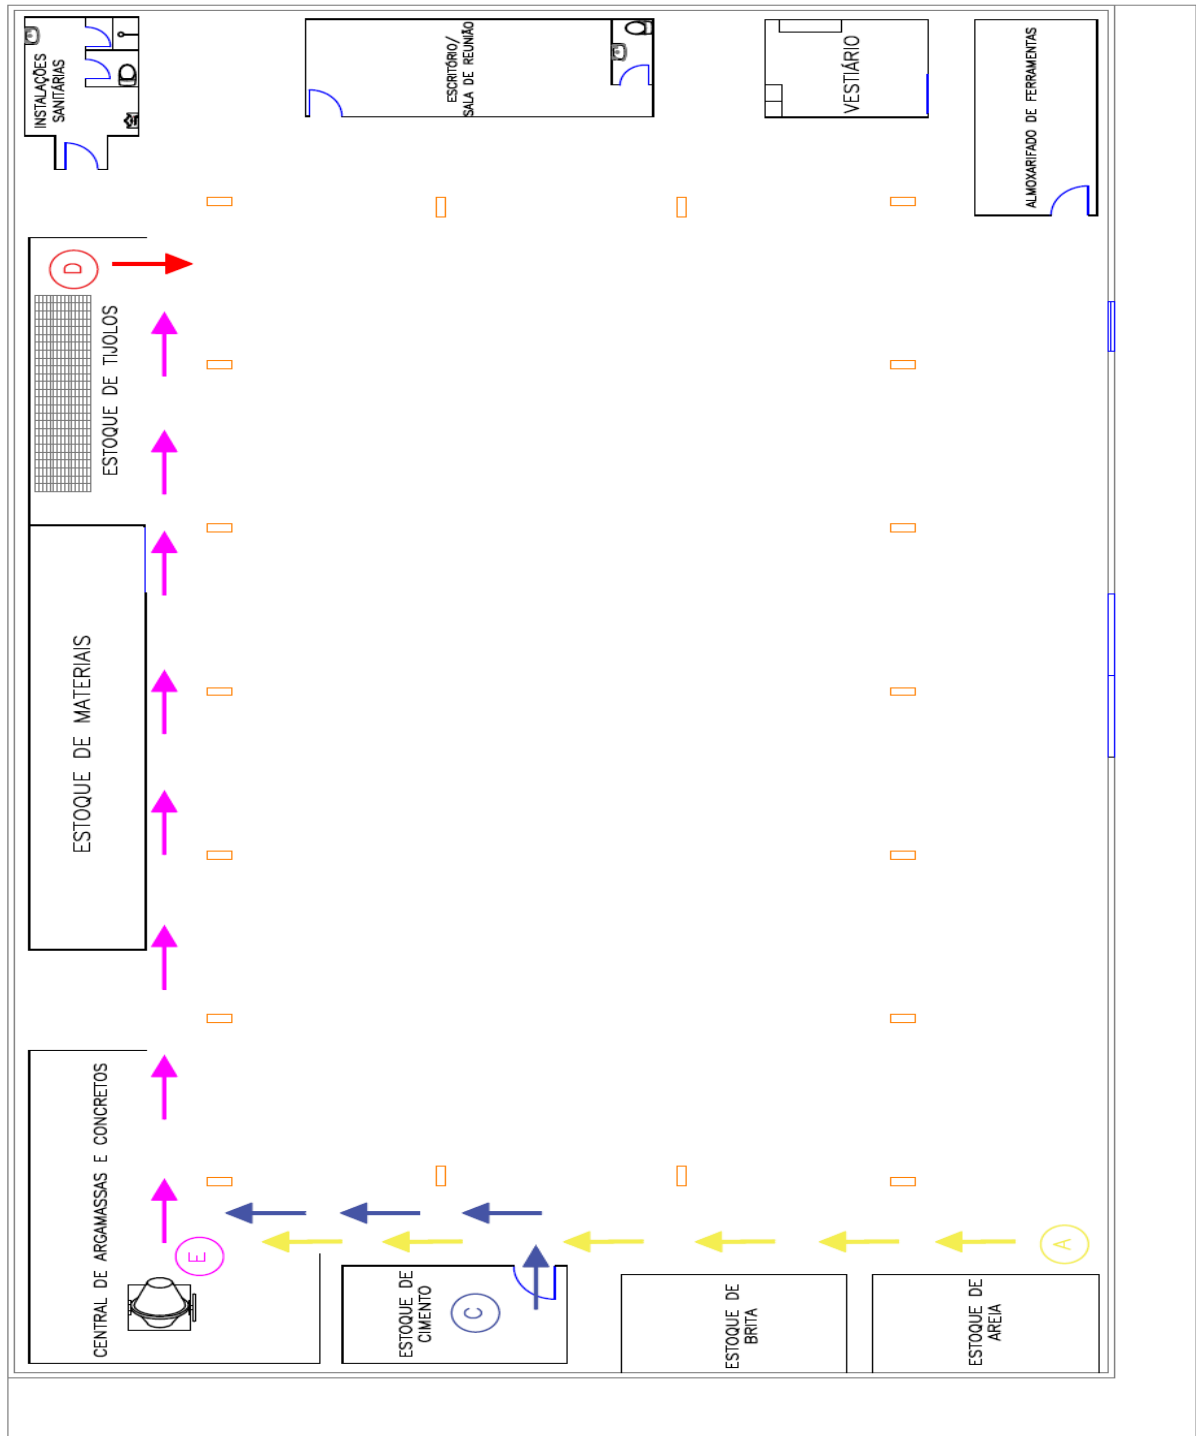 INSTALAÇÕES
SANITÁRIAS
ESCRITÓRIO/
SALA DE REUNIÃO
VESTIÁRIO
ALMOXARIFADO DE FERRAMENTAS
D
ESTOQUE DE TIJOLOS
ESTOQUE DE MATERIAIS
CENTRAL DE ARGAMASSAS E CONCRETOS
E
ESTOQUE DE
CIMENTO
C
ESTOQUE DE
BRITA
ESTOQUE DE
AREIA
A